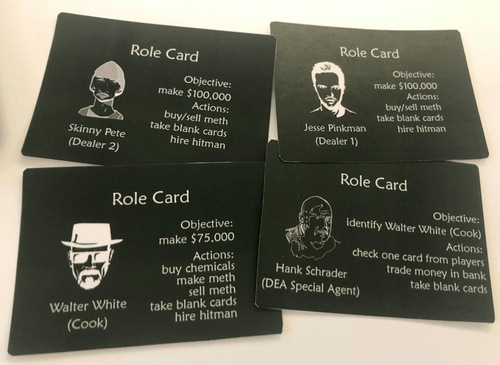 Role Card
Objective:
make $100,000
Actions:
buy/sell meth
take blank cards
hire hitman
Skinny Pete
(Dealer 2)
Role Card
Objective:
make $100,000
Actions:
buy/sell meth
take blank cards
hire hitman
Jesse Pinkman
(Dealer 1)
Role Card
Objective:
make $75,000
Actions:
buy chemicals
make meth
sell meth
take blank cards
hire hitman
Walter White
(Cook)
Role Card
Objective:
identify Walter White (Cook)
Actions:
check one card from players
trade money in bank
take blank cards
Hank Schrader
(DEA Special Agent)